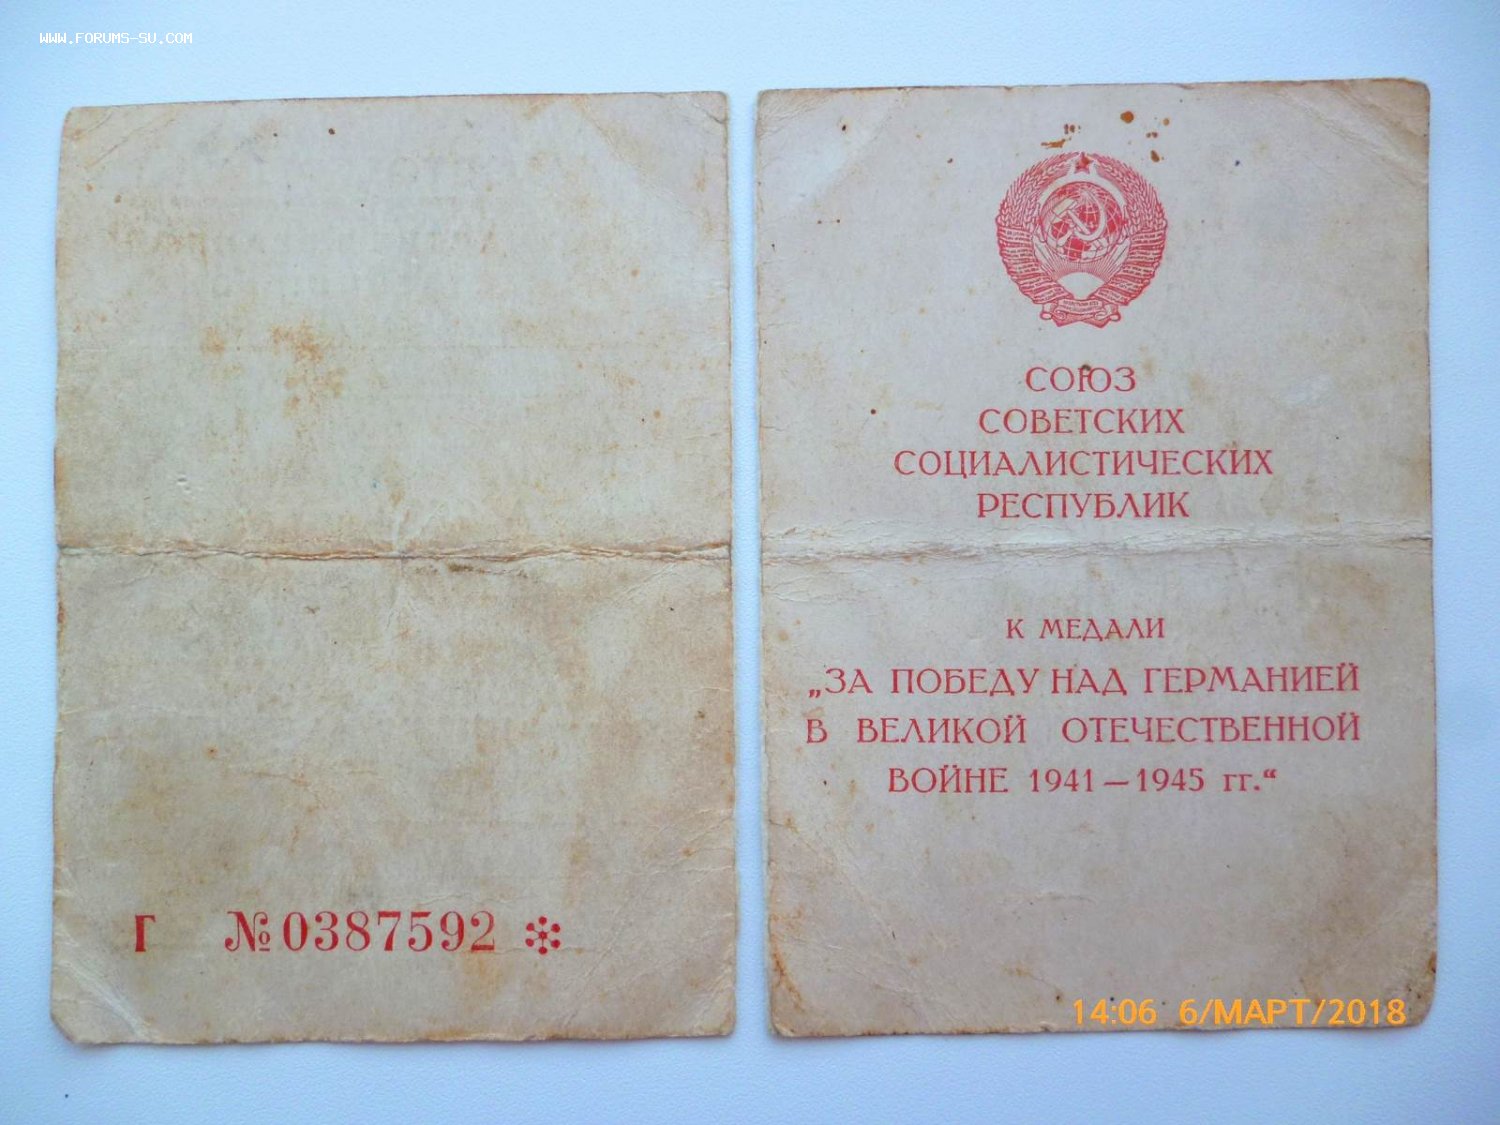 WWW.FORUMS-SU.COM
Г №0387592
СОЮЗ
СОВЕТСКИХ
СОЦИАЛИСТИЧЕСКИХ
РЕСПУБЛИК
К МЕДАЛИ
„ЗА ПОБЕДУ НАД ГЕРМАНИЕЙ
В ВЕЛИКОЙ ОТЕЧЕСТВЕННОЙ
ВОЙНЕ 1941—1945 гг.“
14:06 6/МАРТ/2018